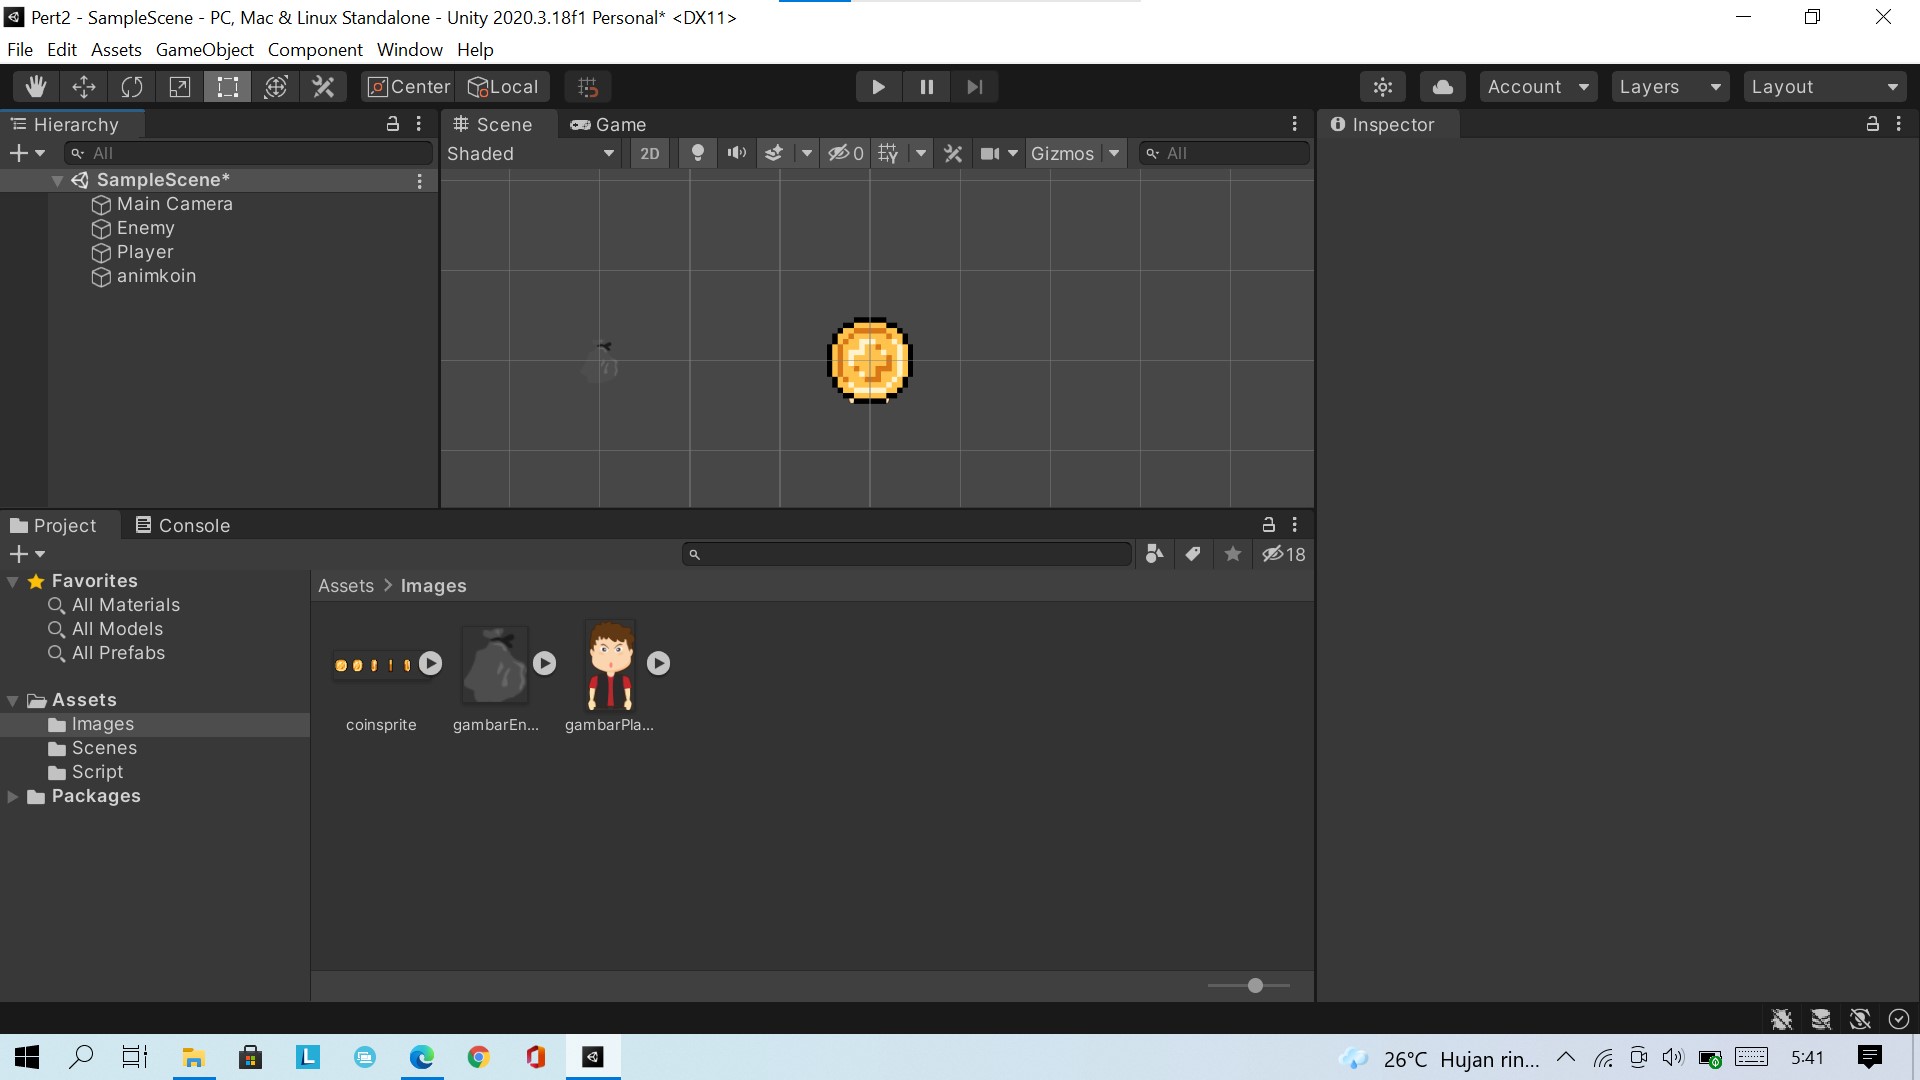 Pert2 - SampleScene - PC, Mac & Linux Standalone - Unity 2020.3.18f1 Personal* <DX11>
File Edit Assets GameObject Component Window Help
Center Local Account Layers Layout
Hierarchy
All
SampleScene*
Main Camera
Enemy
Player
animkoin
Scene Game
Shaded 2D 0 Gizmos All
Inspector
Project Console
18
Favorites
All Materials
All Models
All Prefabs
Assets
Images
Scenes
Script
Packages
Assets > Images
coinsprite gambarEn... gambarPla...
26°C Hujan rin... 5:41